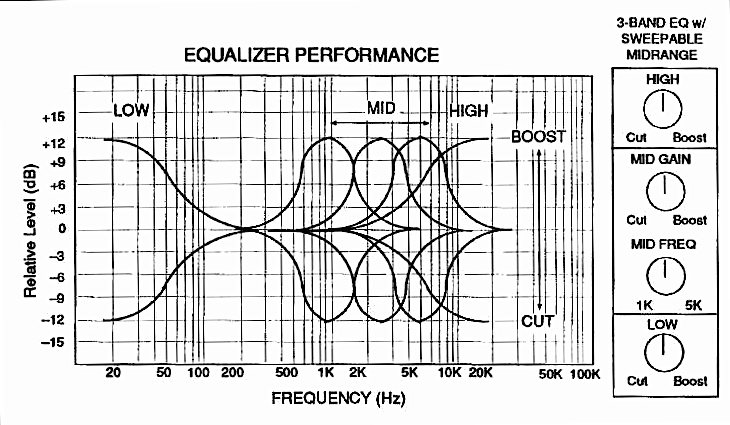 EQUALIZER PERFORMANCE
LOW
MID
HIGH
BOOST
CUT
Relative Level (dB)
+15
+12
+9
+6
+3
0
−3
−6
−9
−12
−15
20 50 100 200 500 1K 2K 5K 10K 20K 50K 100K
FREQUENCY (Hz)
3-BAND EQ w/
SWEEPABLE
MIDRANGE
HIGH
Cut Boost
MID GAIN
Cut Boost
MID FREQ
1K 5K
LOW
Cut Boost